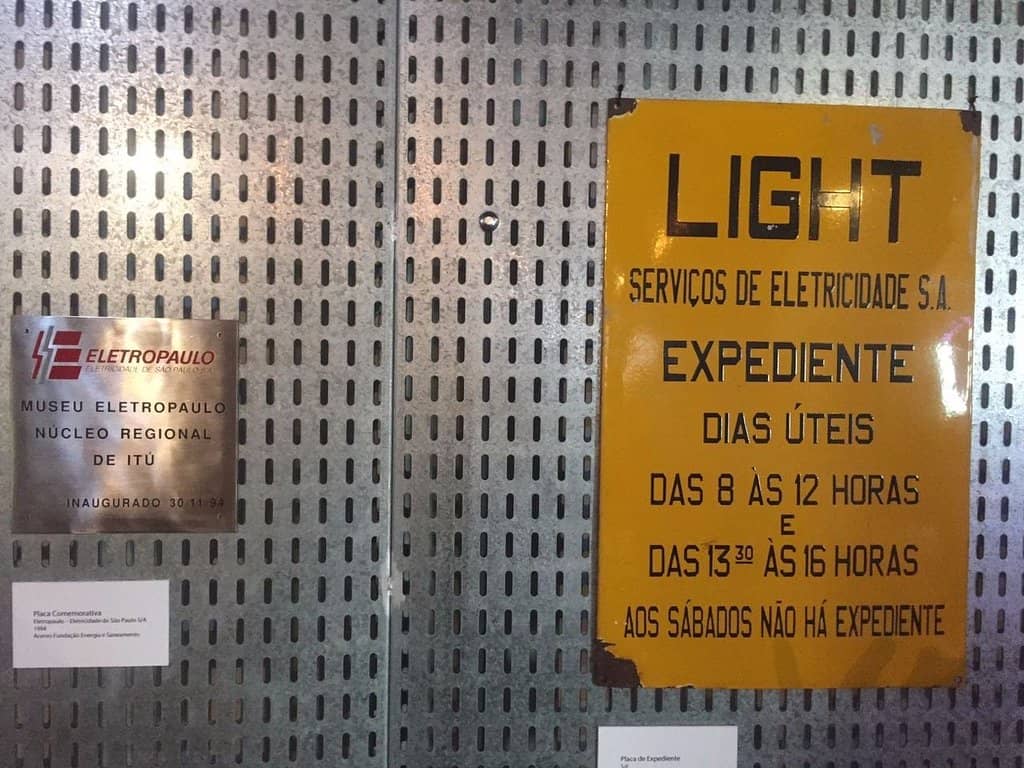 ELETROPAULO
ELETRICIDADE DE SÃO PAULO S/A
MUSEU ELETROPAULO
NÚCLEO REGIONAL
DE ITÚ
INAUGURADO 30 11 94
Placa Comemorativa
Eletropaulo - Eletricidade de São Paulo S/A
1994
Acervo Fundação Energia e Saneamento
LIGHT
SERVIÇOS DE ELETRICIDADE S.A.
EXPEDIENTE
DIAS ÚTEIS
DAS 8 ÀS 12 HORAS
E
DAS 13 30 ÀS 16 HORAS
AOS SÁBADOS NÃO HÁ EXPEDIENTE
Placa de Expediente